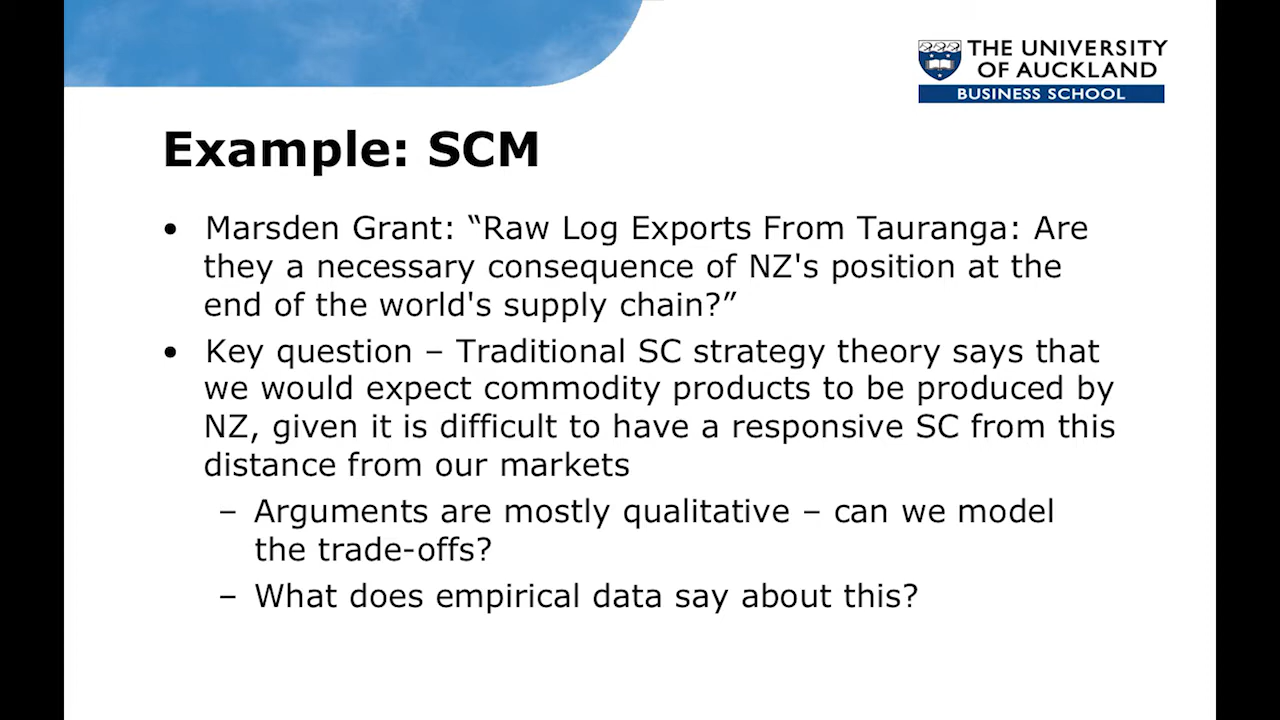 THE UNIVERSITY
OF AUCKLAND
BUSINESS SCHOOL
Example: SCM
• Marsden Grant: “Raw Log Exports From Tauranga: Are
they a necessary consequence of NZ's position at the
end of the world's supply chain?”
• Key question – Traditional SC strategy theory says that
we would expect commodity products to be produced by
NZ, given it is difficult to have a responsive SC from this
distance from our markets
– Arguments are mostly qualitative – can we model
the trade-offs?
– What does empirical data say about this?